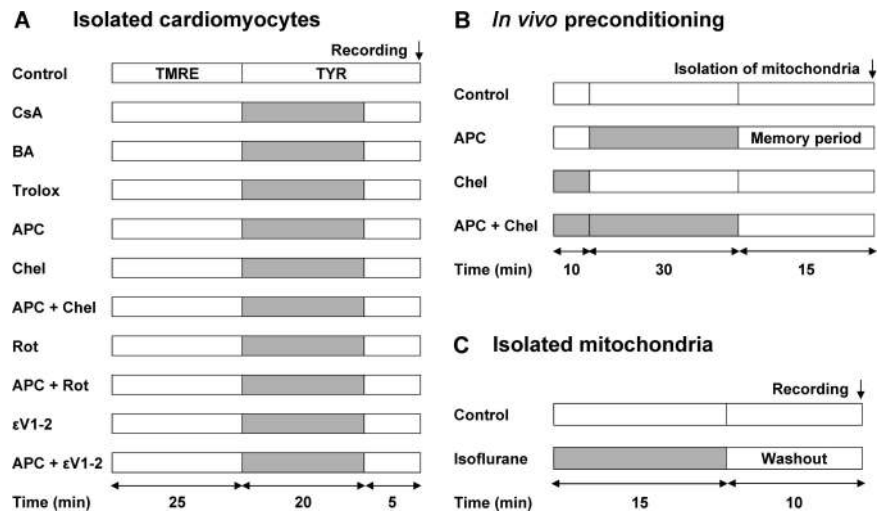 A Isolated cardiomyocytes
Recording
Control TMRE TYR
CsA
BA
Trolox
APC
Chel
APC + Chel
Rot
APC + Rot
εV1-2
APC + εV1-2
Time (min) 25 20 5
B In vivo preconditioning
Isolation of mitochondria
Control
APC Memory period
Chel
APC + Chel
Time (min) 10 30 15
C Isolated mitochondria
Recording
Control
Isoflurane Washout
Time (min) 15 10